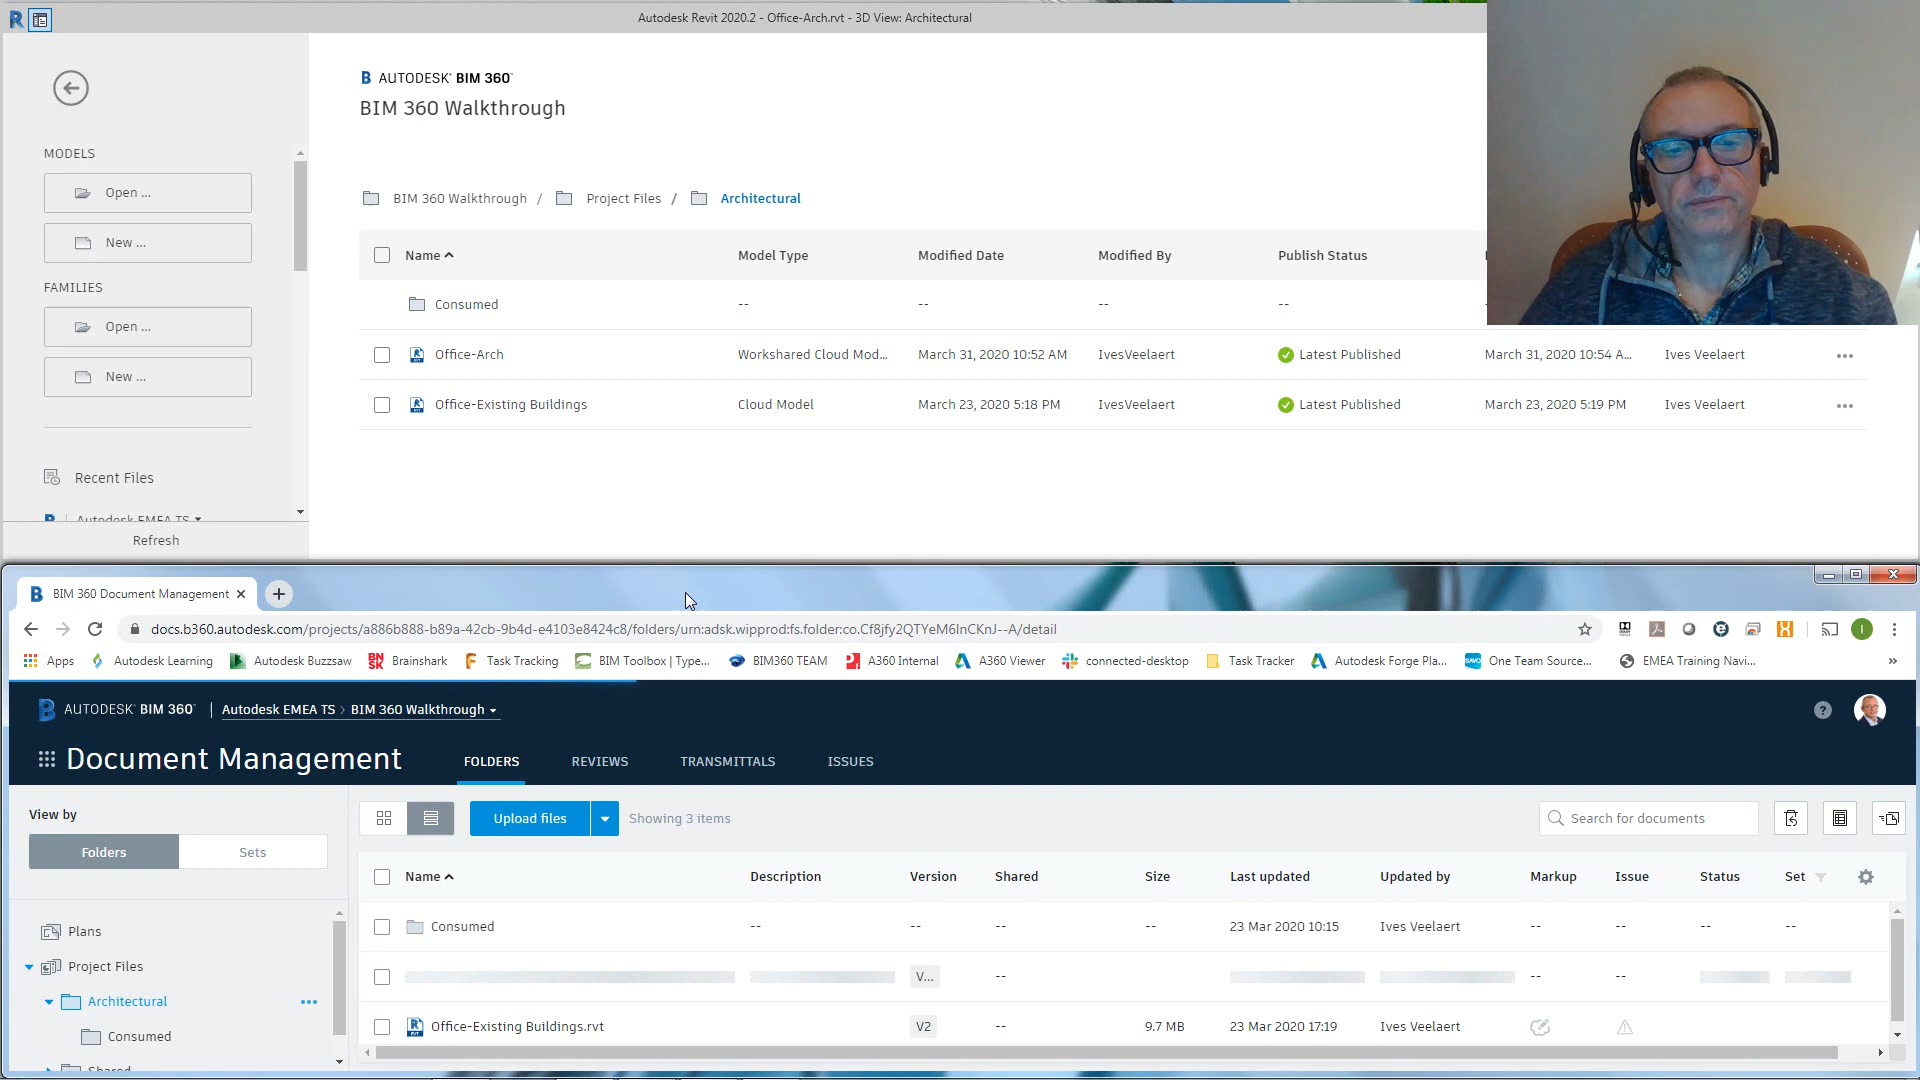 Autodesk Revit 2020.2 - Office-Arch.rvt - 3D View: Architectural
MODELS
Open ...
New ...
FAMILIES
Open ...
New ...
Recent Files
Autodesk EMEA TS
Refresh
AUTODESK® BIM 360™
BIM 360 Walkthrough
BIM 360 Walkthrough / Project Files / Architectural
Name Model Type Modified Date Modified By Publish Status
Consumed -- -- -- --
Office-Arch Workshared Cloud Mod... March 31, 2020 10:52 AM IvesVeelaert Latest Published March 31, 2020 10:54 A... Ives Veelaert
Office-Existing Buildings Cloud Model March 23, 2020 5:18 PM IvesVeelaert Latest Published March 23, 2020 5:19 PM Ives Veelaert
BIM 360 Document Management
docs.b360.autodesk.com/projects/a886b888-b89a-42cb-9b4d-e4103e8424c8/folders/urn:adsk.wipprod:fs.folder:co.Cf8jfy2QTYeM6lnCKnJ--A/detail
Apps Autodesk Learning Autodesk Buzzsaw Brainshark Task Tracking BIM Toolbox | Type... BIM360 TEAM A360 Internal A360 Viewer connected-desktop Task Tracker Autodesk Forge Pla... One Team Source... EMEA Training Navi... »
AUTODESK® BIM 360™ | Autodesk EMEA TS > BIM 360 Walkthrough
Document Management FOLDERS REVIEWS TRANSMITTALS ISSUES
View by
Folders Sets
Plans
Project Files
Architectural
Consumed
Shared
Upload files Showing 3 items Search for documents
Name Description Version Shared Size Last updated Updated by Markup Issue Status Set
Consumed -- -- -- -- 23 Mar 2020 10:15 Ives Veelaert -- -- -- --
V... -- -- --
Office-Existing Buildings.rvt V2 -- 9.7 MB 23 Mar 2020 17:19 Ives Veelaert